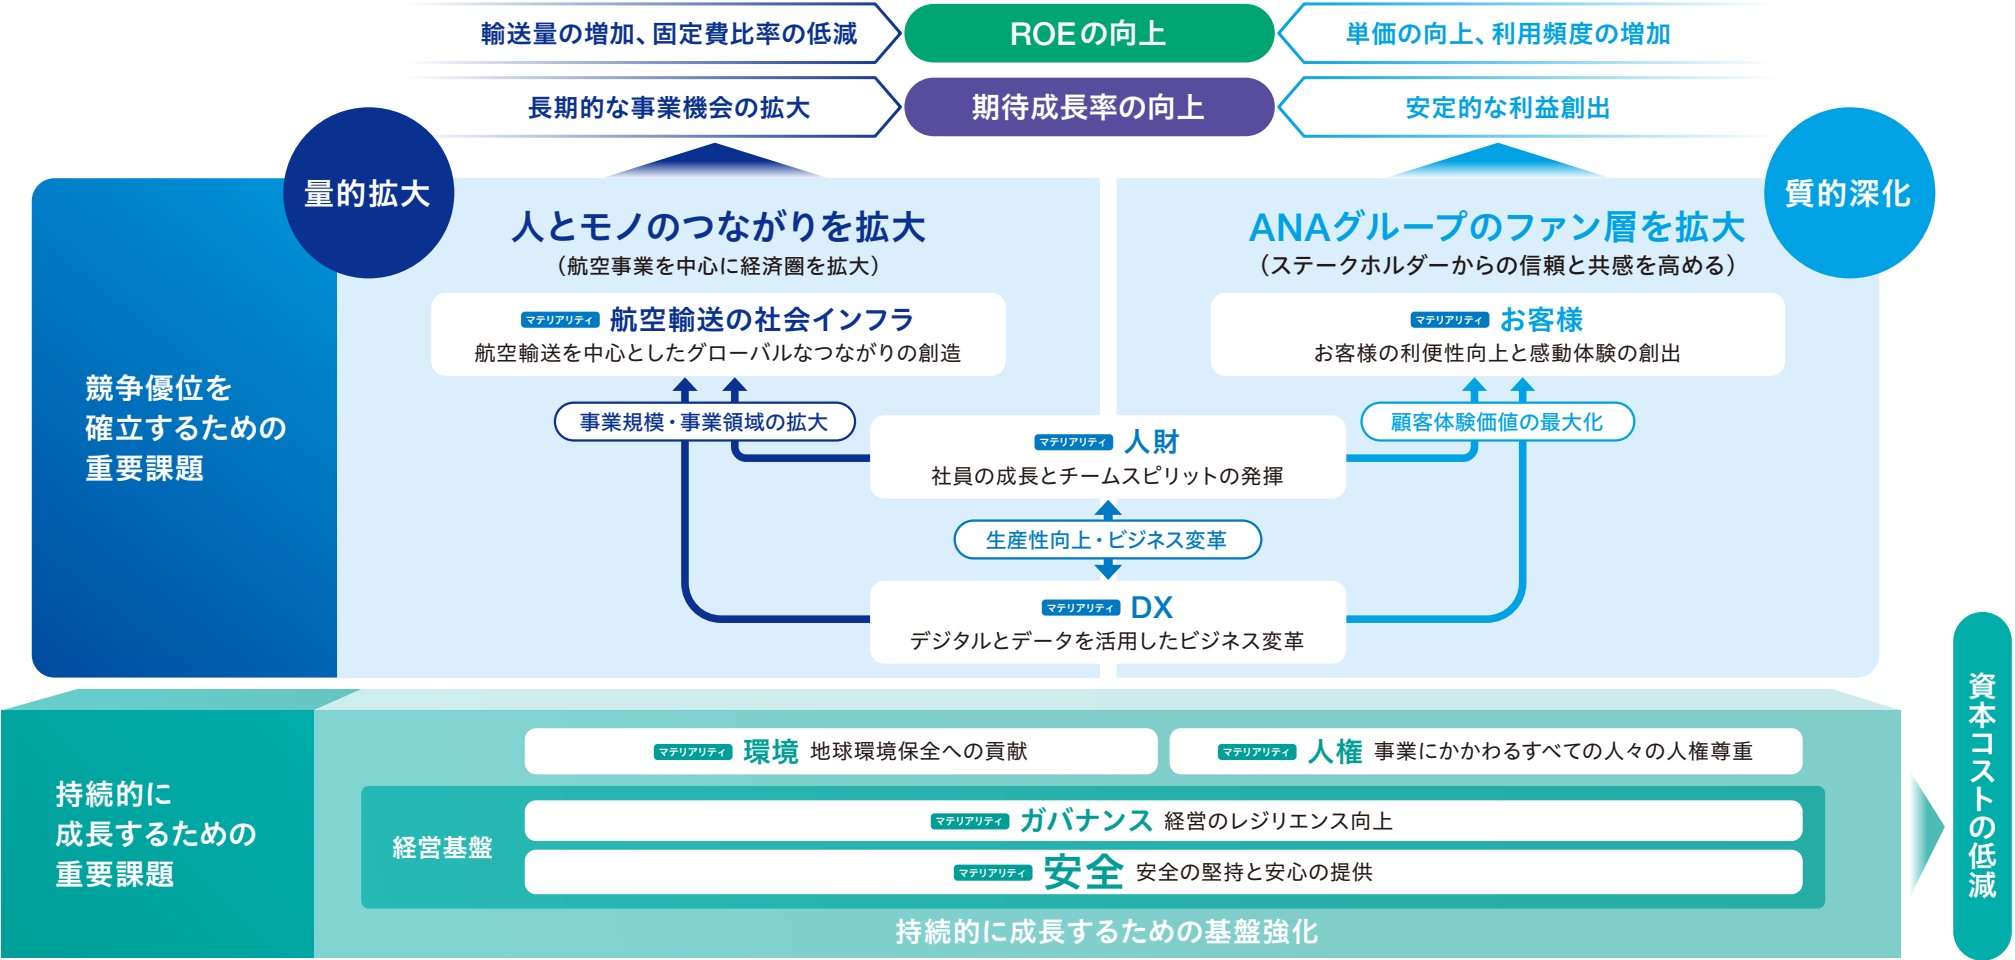 輸送量の増加、固定費比率の低減
ROEの向上
単価の向上、利用頻度の増加
長期的な事業機会の拡大
期待成長率の向上
安定的な利益創出
量的拡大
質的深化
競争優位を
確立するための
重要課題
人とモノのつながりを拡大
(航空事業を中心に経済圏を拡大)
マテリアリティ 航空輸送の社会インフラ
航空輸送を中心としたグローバルなつながりの創造
事業規模・事業領域の拡大
ANAグループのファン層を拡大
(ステークホルダーからの信頼と共感を高める)
マテリアリティ お客様
お客様の利便性向上と感動体験の創出
顧客体験価値の最大化
マテリアリティ 人財
社員の成長とチームスピリットの発揮
生産性向上・ビジネス変革
マテリアリティ DX
デジタルとデータを活用したビジネス変革
持続的に
成長するための
重要課題
マテリアリティ 環境 地球環境保全への貢献
マテリアリティ 人権 事業にかかわるすべての人々の人権尊重
経営基盤
マテリアリティ ガバナンス 経営のレジリエンス向上
マテリアリティ 安全 安全の堅持と安心の提供
持続的に成長するための基盤強化
資本コストの低減